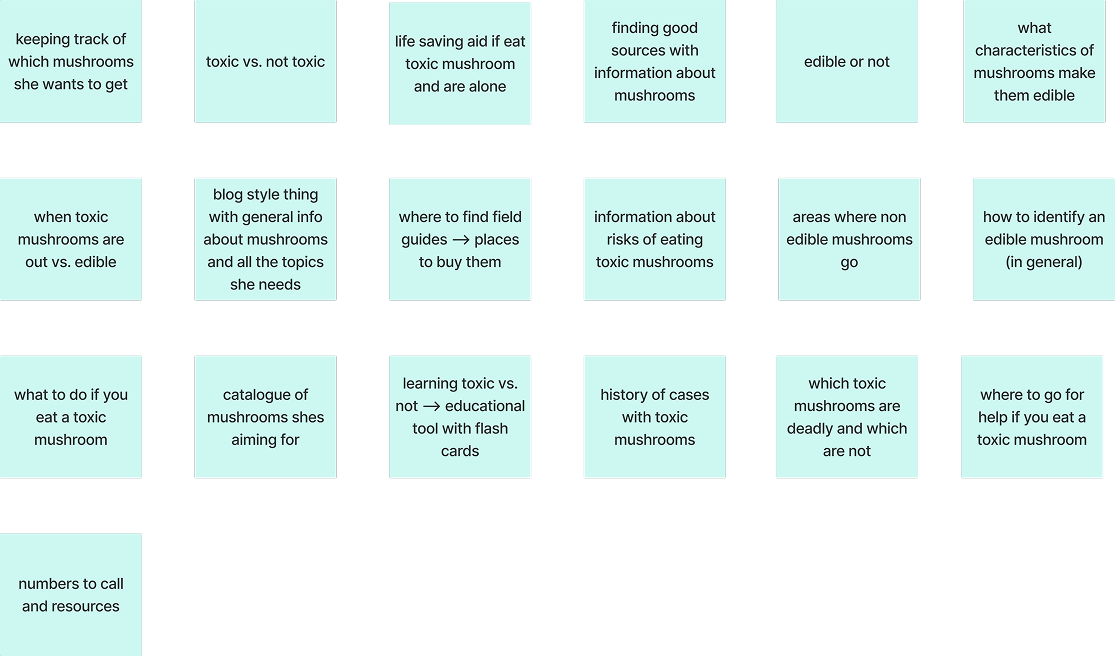 keeping track of
which mushrooms
she wants to get
toxic vs. not toxic
life saving aid if eat
toxic mushroom
and are alone
finding good
sources with
information about
mushrooms
edible or not
what
characteristics of
mushrooms make
them edible
when toxic
mushrooms are
out vs. edible
blog style thing
with general info
about mushrooms
and all the topics
she needs
where to find field
guides → places
to buy them
information about
risks of eating
toxic mushrooms
areas where non
edible mushrooms
go
how to identify an
edible mushroom
(in general)
what to do if you
eat a toxic
mushroom
catalogue of
mushrooms shes
aiming for
learning toxic vs.
not → educational
tool with flash
cards
history of cases
with toxic
mushrooms
which toxic
mushrooms are
deadly and which
are not
where to go for
help if you eat a
toxic mushroom
numbers to call
and resources